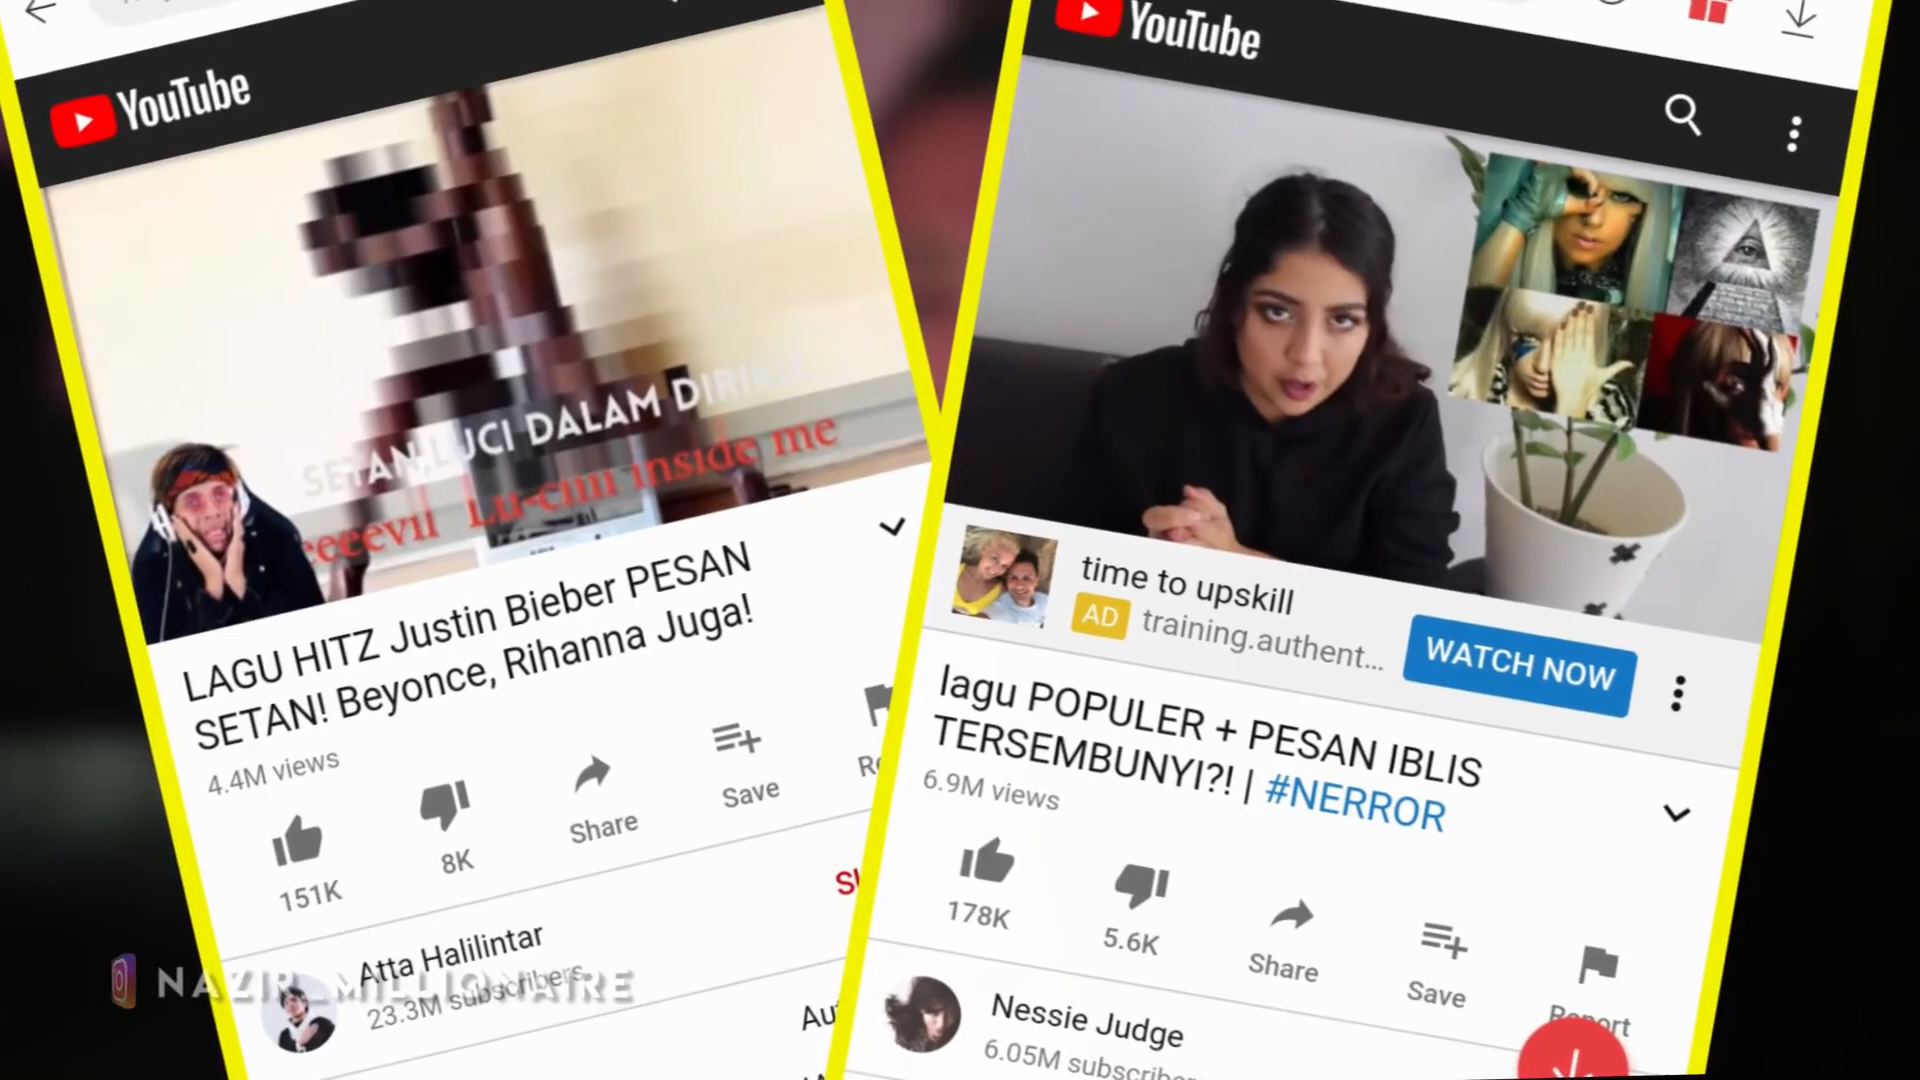 YouTube
SETAN LUCI DALAM
eeeevil Lu-cini inside me
LAGU HITZ Justin Bieber PESAN
SETAN! Beyonce, Rihanna Juga!
4.4M views
151K
8K
Share
Save
Atta Halilintar
23.3M subscribers
NAZIR_MILLIONAIRE
YouTube
time to upskill
AD training.authent...
WATCH NOW
lagu POPULER + PESAN IBLIS
TERSEMBUNYI?! | #NERROR
6.9M views
178K
5.6K
Share
Save
Report
Nessie Judge
6.05M